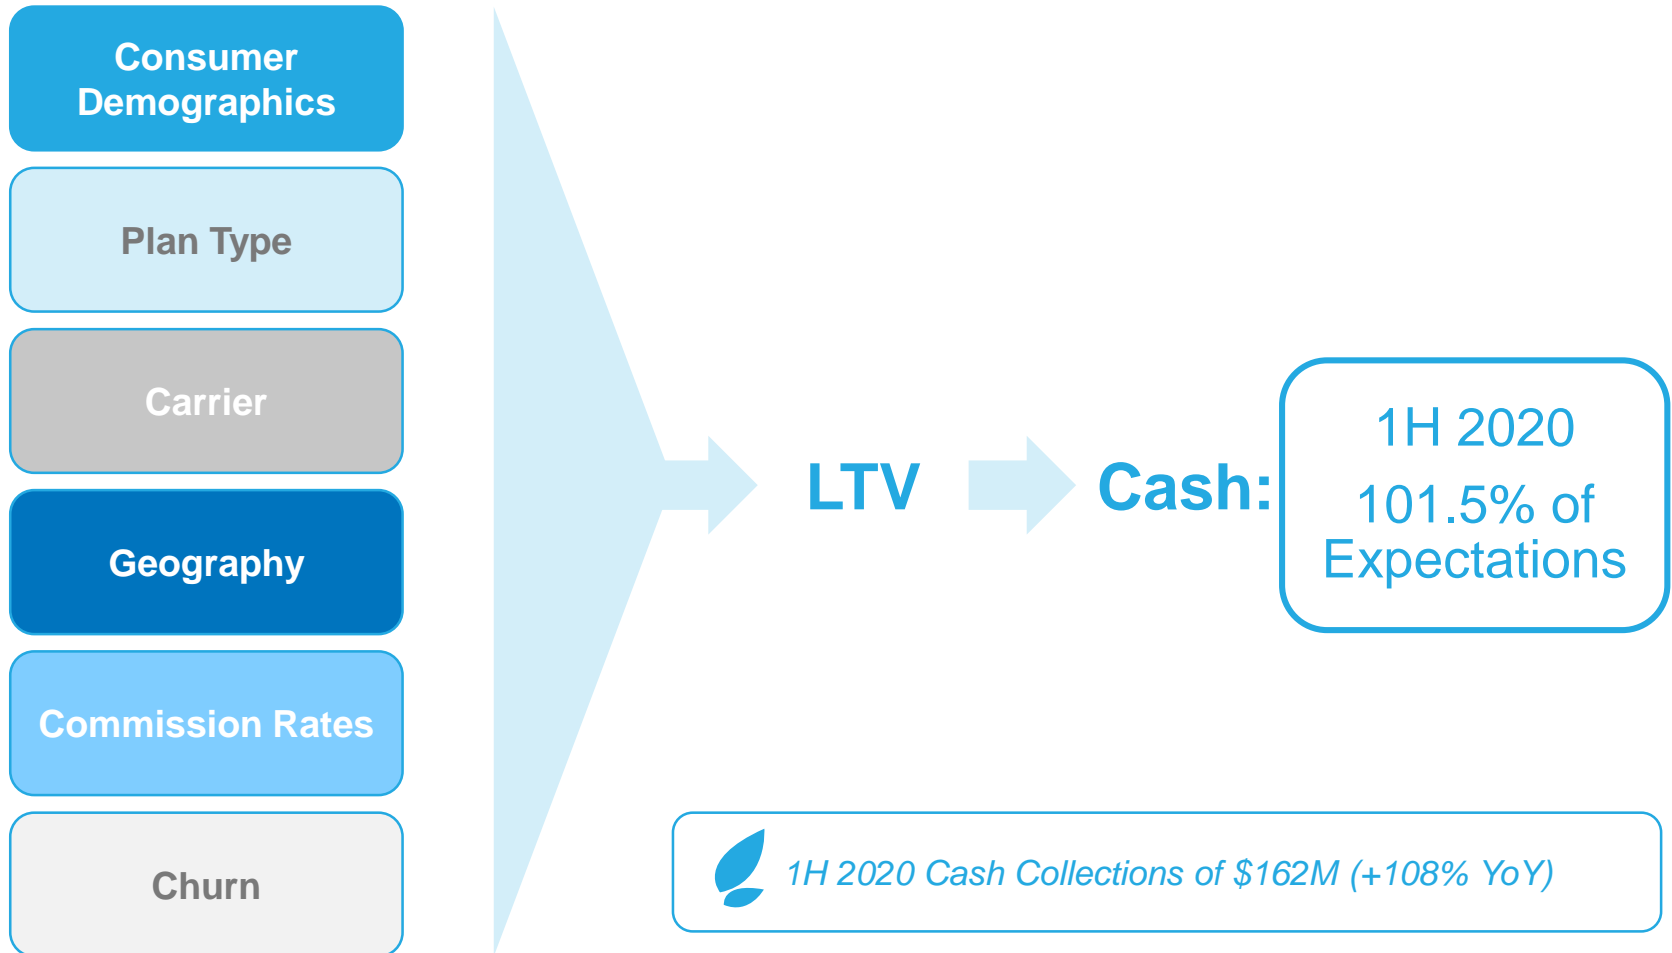 Consumer
Demographics
Plan Type
Carrier
Geography
Commission Rates
Churn
LTV
Cash:
1H 2020
101.5% of
Expectations
1H 2020 Cash Collections of $162M (+108% YoY)